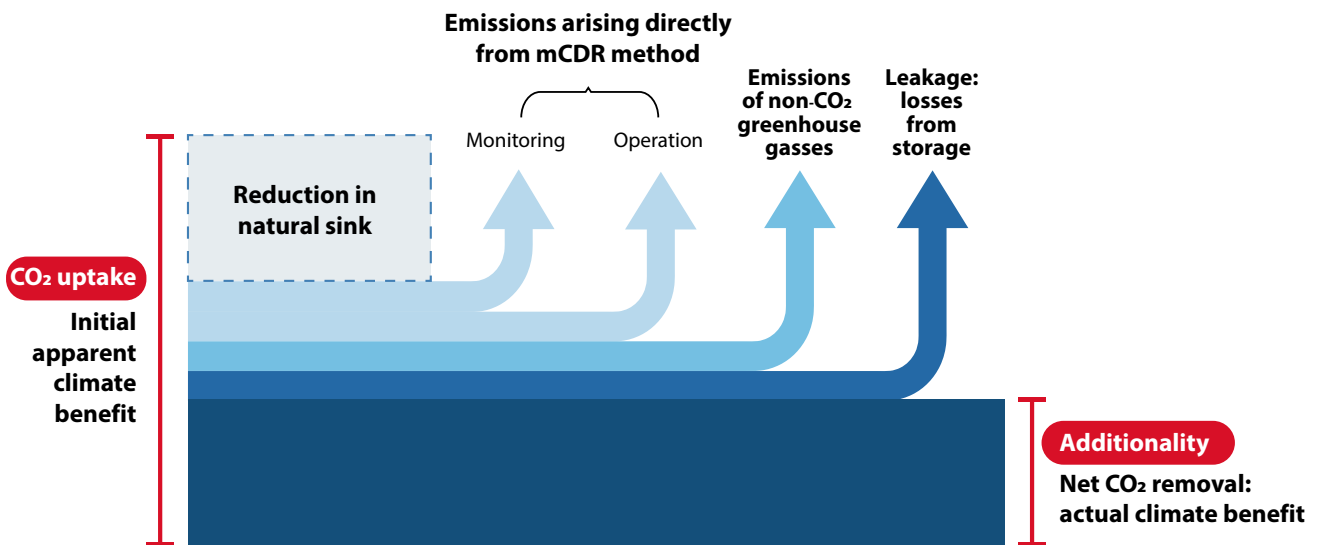 Emissions arising directly
from mCDR method
Monitoring
Operation
Emissions
of non-CO₂
greenhouse
gasses
Leakage:
losses
from
storage
Reduction in
natural sink
CO₂ uptake
Initial
apparent
climate
benefit
Additionality
Net CO₂ removal:
actual climate benefit